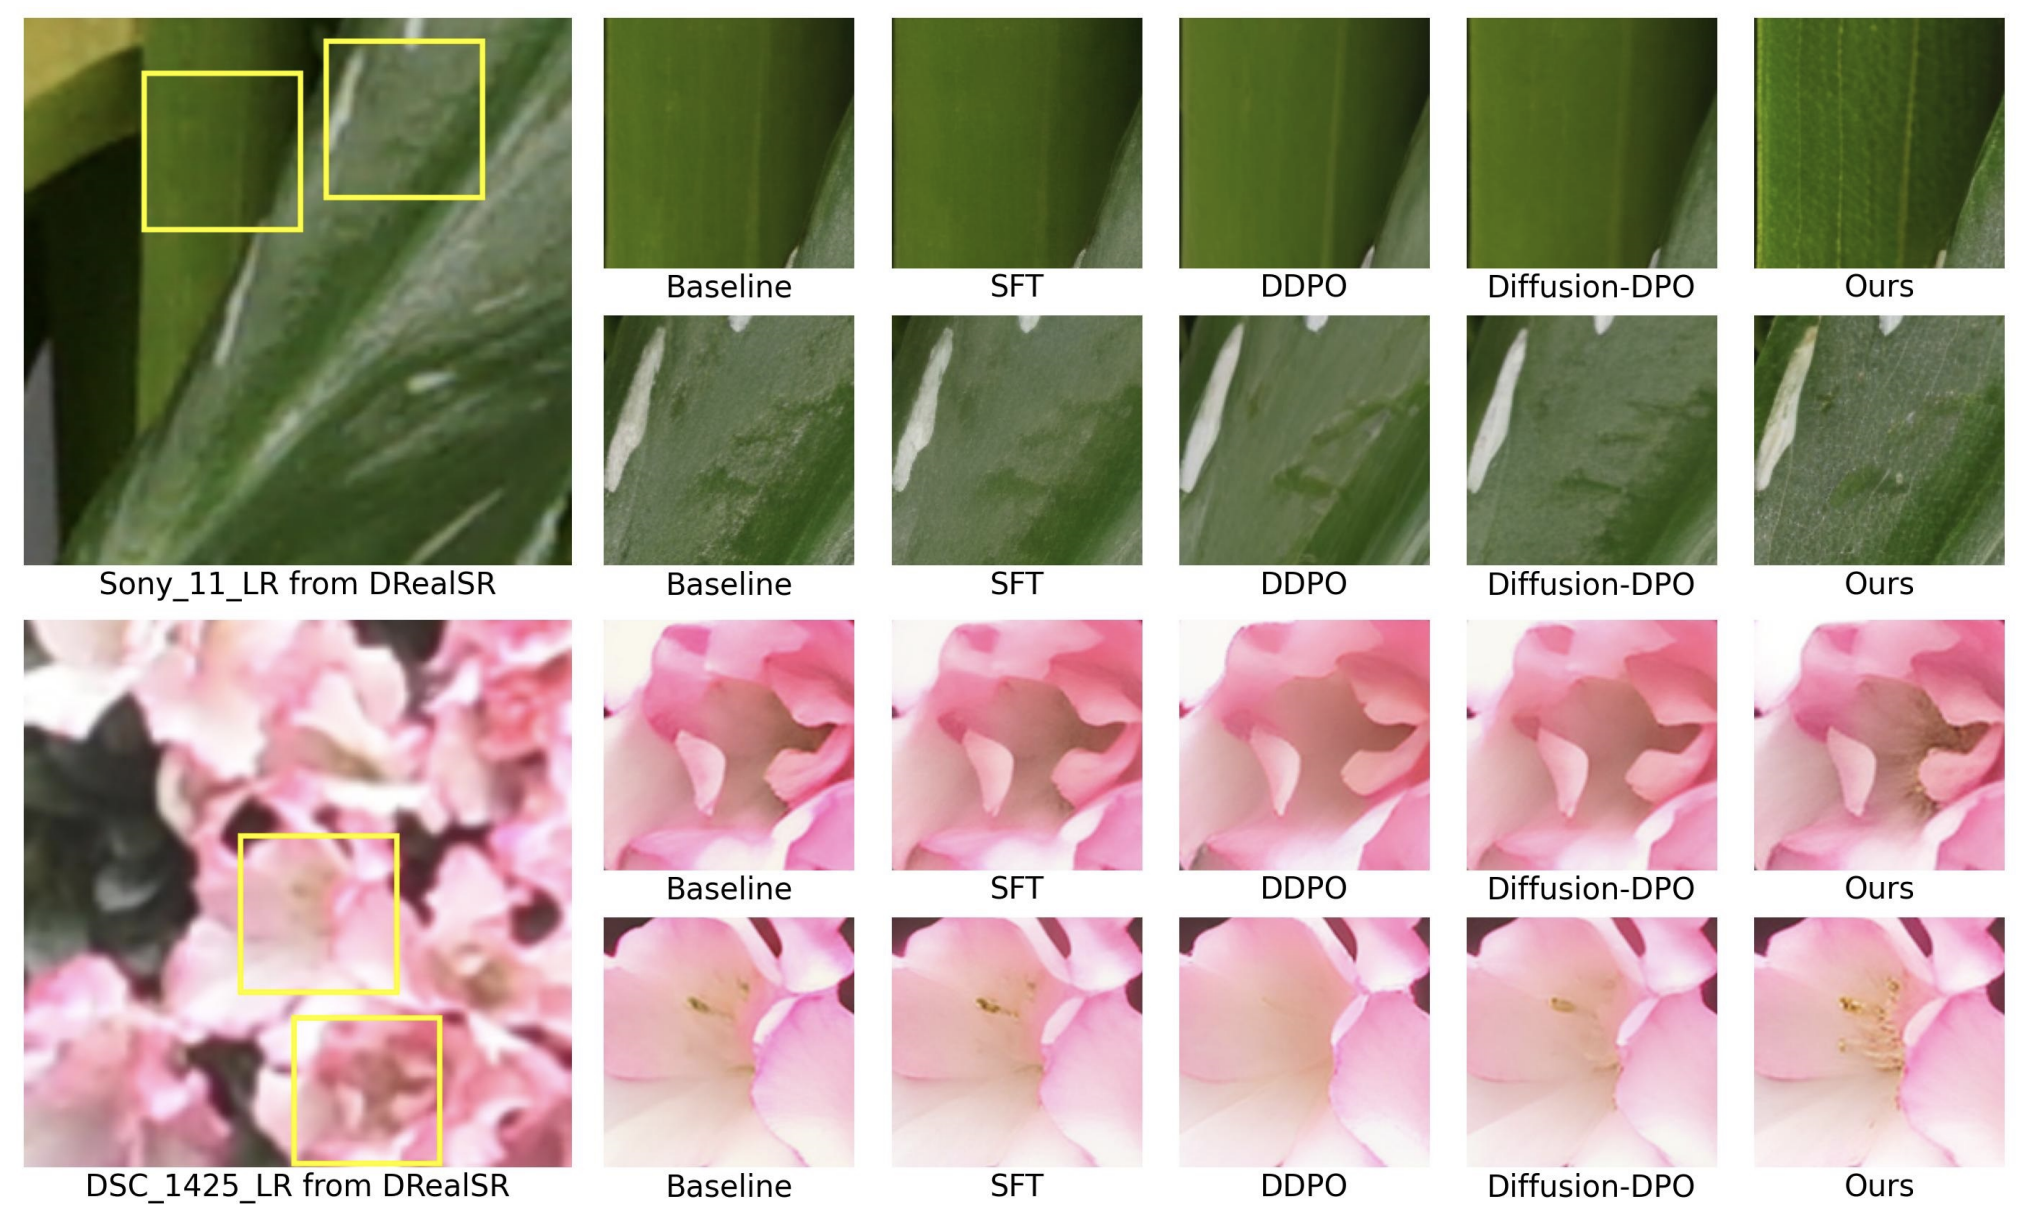 Baseline SFT DDPO Diffusion-DPO Ours
Sony_11_LR from DRealSR Baseline SFT DDPO Diffusion-DPO Ours
Baseline SFT DDPO Diffusion-DPO Ours
DSC_1425_LR from DRealSR Baseline SFT DDPO Diffusion-DPO Ours